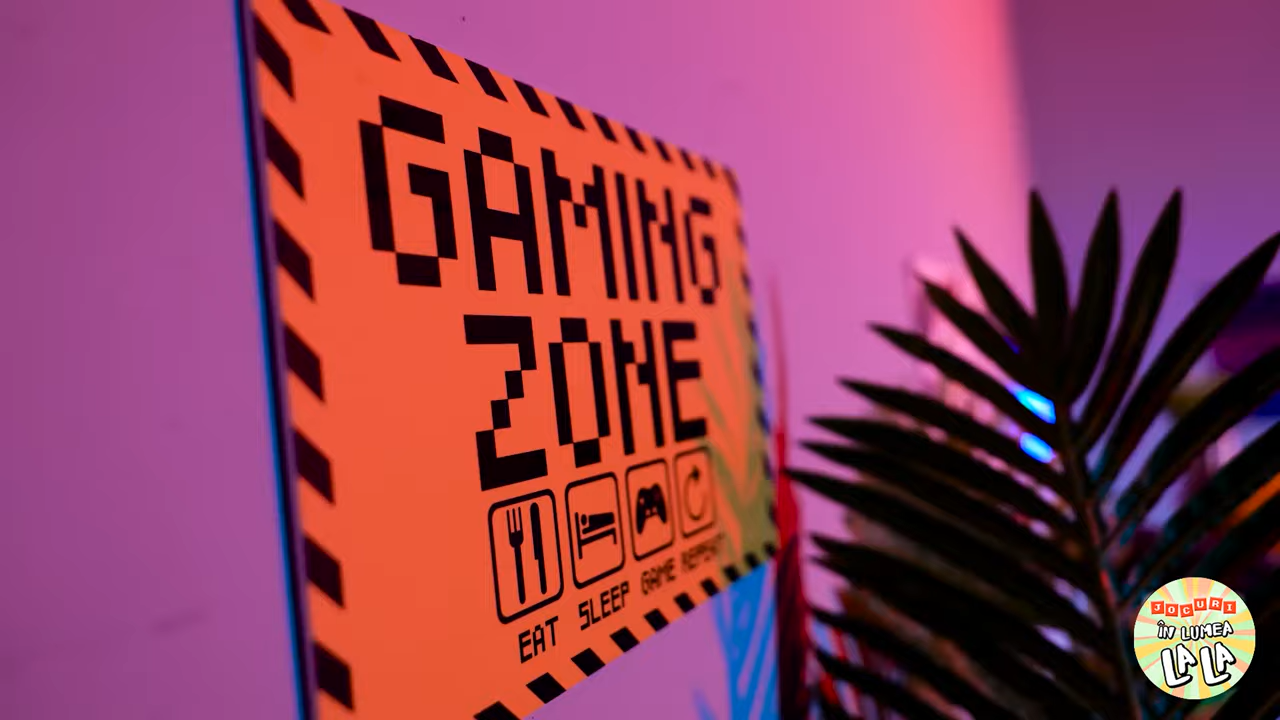 GAMING
ZONE
EAT SLEEP GAME REPEAT
JOCURI
ÎN LUMEA
LA LA